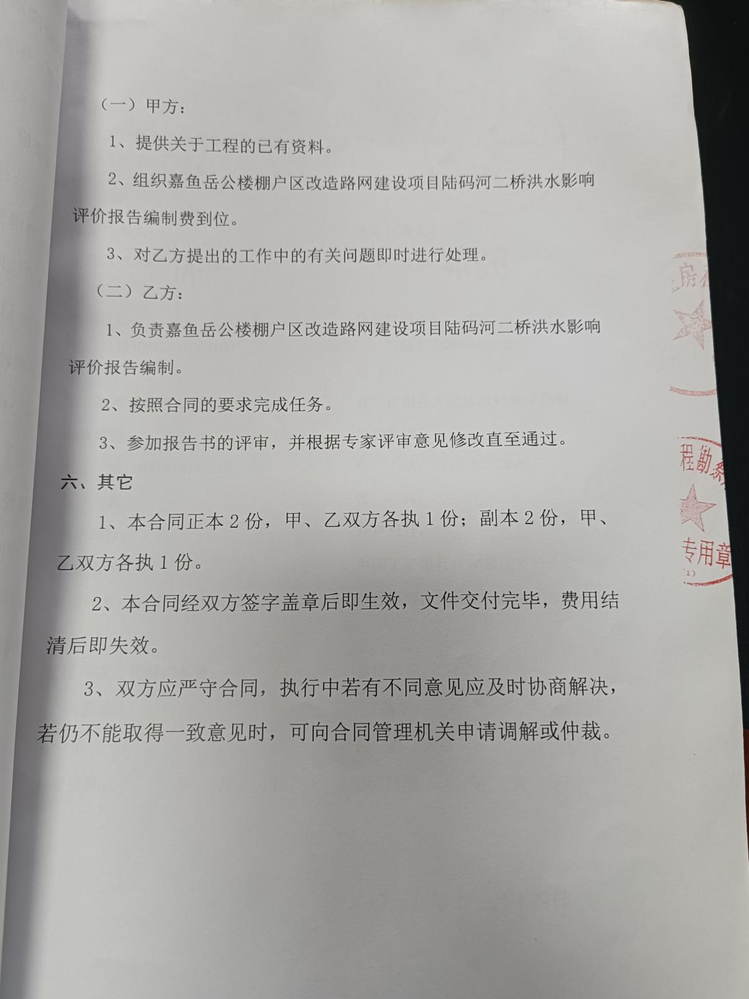 （一）甲方：
1、提供关于工程的已有资料。
2、组织嘉鱼岳公楼棚户区改造路网建设项目陆码河二桥洪水影响
评价报告编制费到位。
3、对乙方提出的工作中的有关问题即时进行处理。
（二）乙方：
1、负责嘉鱼岳公楼棚户区改造路网建设项目陆码河二桥洪水影响
评价报告编制。
2、按照合同的要求完成任务。
3、参加报告书的评审，并根据专家评审意见修改直至通过。
六、其它
1、本合同正本 2 份，甲、乙双方各执 1 份；副本 2 份，甲、
乙双方各执 1 份。
2、本合同经双方签字盖章后即生效，文件交付完毕，费用结
清后即失效。
3、双方应严守合同，执行中若有不同意见应及时协商解决，
若仍不能取得一致意见时，可向合同管理机关申请调解或仲裁。
房
程勘察
专用章
(1)